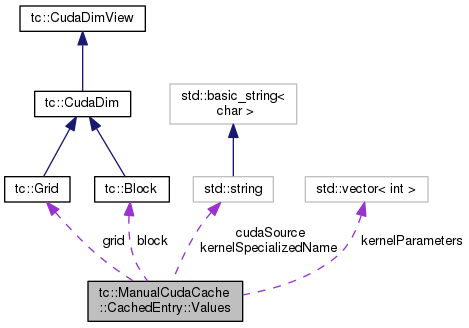 tc::CudaDimView
tc::CudaDim
std::basic_string<
char >
tc::Grid
tc::Block
std::string
std::vector< int >
grid
block
cudaSource
kernelSpecializedName
kernelParameters
tc::ManualCudaCache
::CachedEntry::Values